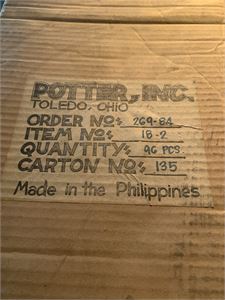 POTTER, INC.
TOLEDO, OHIO
ORDER NO: 269-84
ITEM NO: 18-2
QUANTITY: 96 PCS
CARTON NO: 135
Made in the Philippines